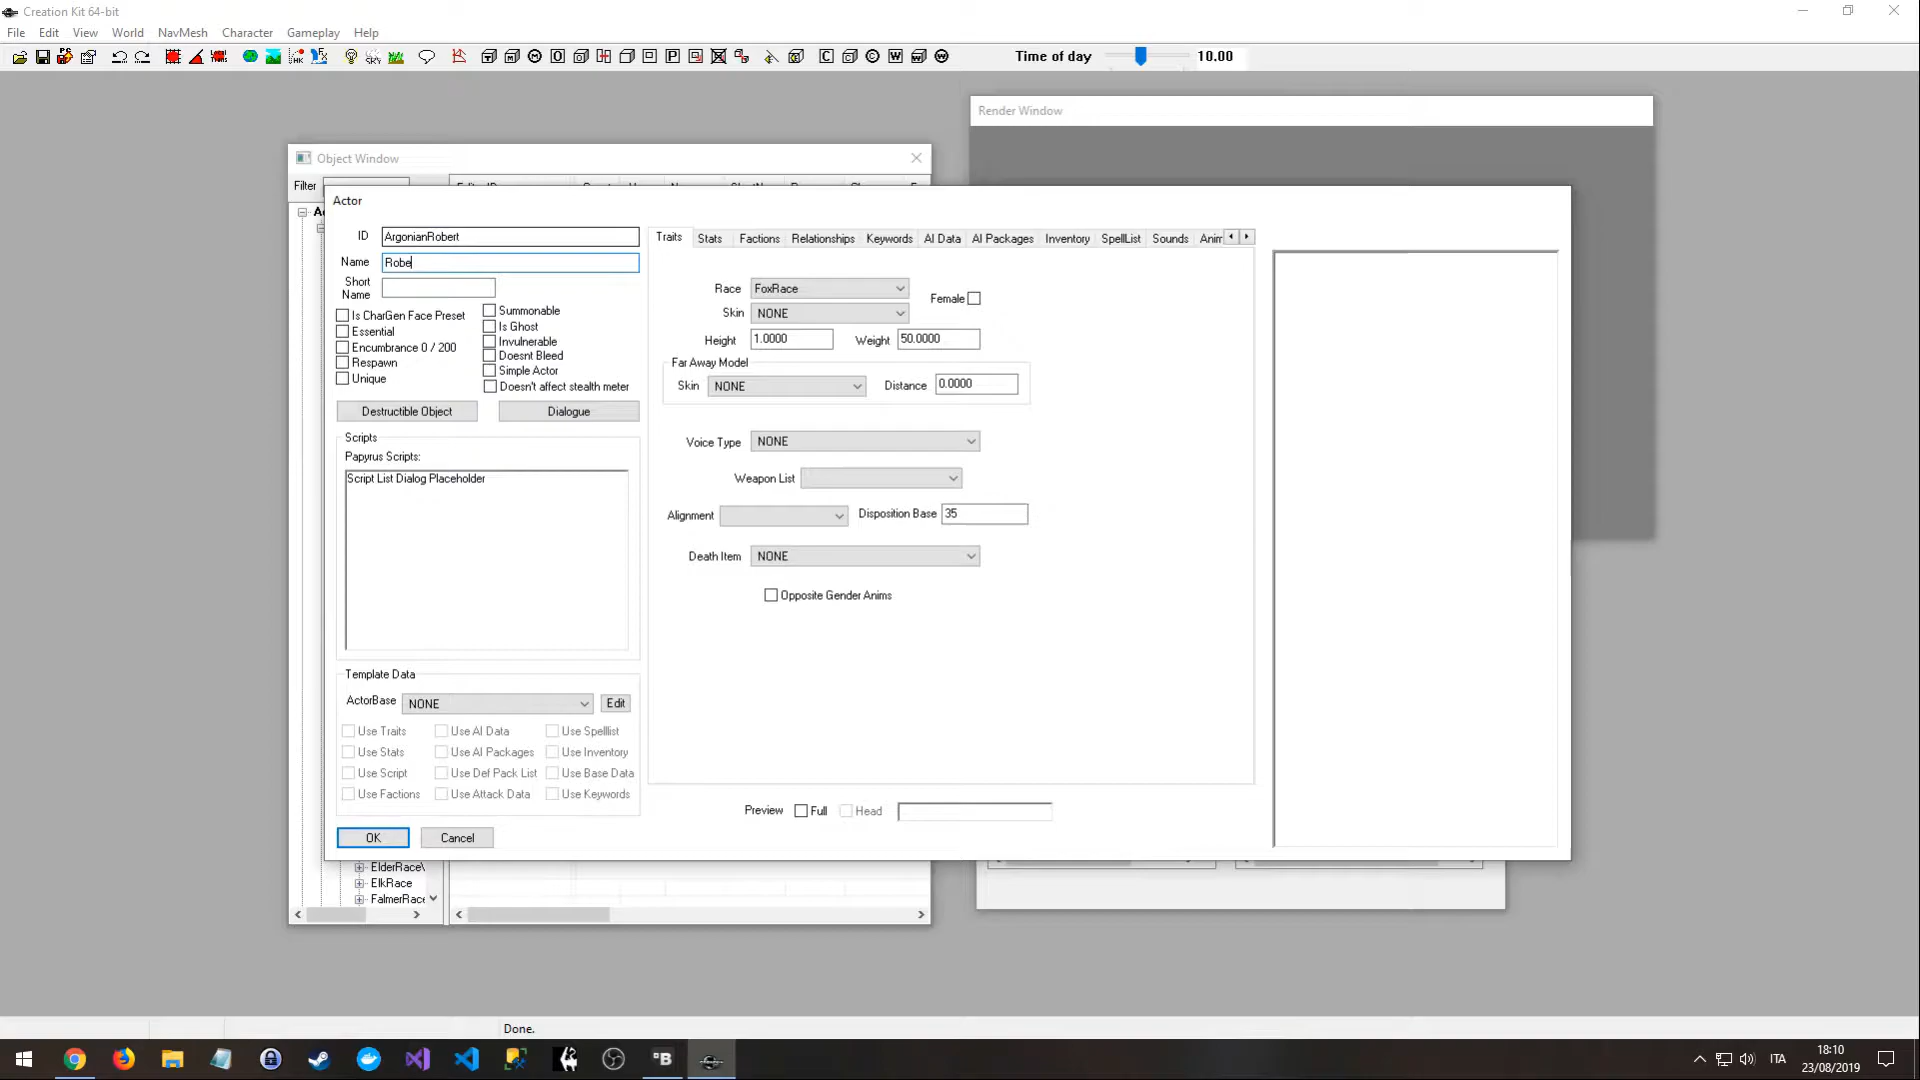 Creation Kit 64-bit
File Edit View World NavMesh Character Gameplay Help
Time of day 10.00
Render Window
Object Window
Filter
Actor
ID ArgonianRobert
Name Robe
Short Name
Is CharGen Face Preset
Essential
Encumbrance 0 / 200
Respawn
Unique
Summonable
Is Ghost
Invulnerable
Doesnt Bleed
Simple Actor
Doesn't affect stealth meter
Destructible Object Dialogue
Scripts
Papyrus Scripts:
Script List Dialog Placeholder
Template Data
ActorBase NONE Edit
Use Traits Use AI Data Use Spelllist
Use Stats Use AI Packages Use Inventory
Use Script Use Def Pack List Use Base Data
Use Factions Use Attack Data Use Keywords
OK Cancel
Traits Stats Factions Relationships Keywords AI Data AI Packages Inventory SpellList Sounds Anim
Race FoxRace Female
Skin NONE
Height 1.0000 Weight 50.0000
Far Away Model
Skin NONE Distance 0.0000
Voice Type NONE
Weapon List
Alignment Disposition Base 35
Death Item NONE
Opposite Gender Anims
Preview Full Head
ElderRace\
ElkRace
FalmerRace
Done.
ITA
18:10
23/08/2019